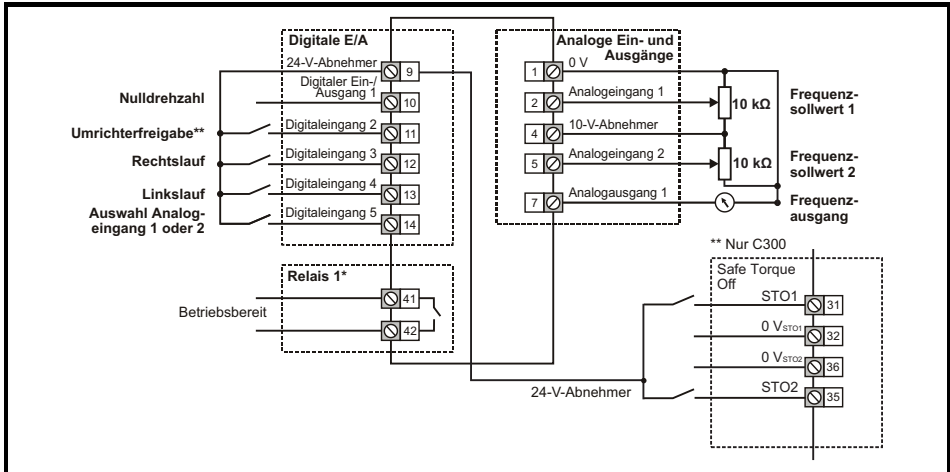 Digitale E/A
24-V-Abnehmer
9
Digitaler Ein-/
Ausgang 1
10
Nulldrehzahl
Umrichterfreigabe**
Digitaleingang 2
11
Rechtslauf
Digitaleingang 3
12
Linkslauf
Digitaleingang 4
13
Auswahl Analog-
eingang 1 oder 2
Digitaleingang 5
14
Relais 1*
Betriebsbereit
41
42
Analoge Ein- und
Ausgänge
1
0 V
2
Analogeingang 1
10 kΩ
Frequenz-
sollwert 1
4
10-V-Abnehmer
5
Analogeingang 2
10 kΩ
Frequenz-
sollwert 2
7
Analogausgang 1
Frequenz-
ausgang
** Nur C300
Safe Torque
Off
STO1
31
0 VSTO1
32
0 VSTO2
36
STO2
35
24-V-Abnehmer